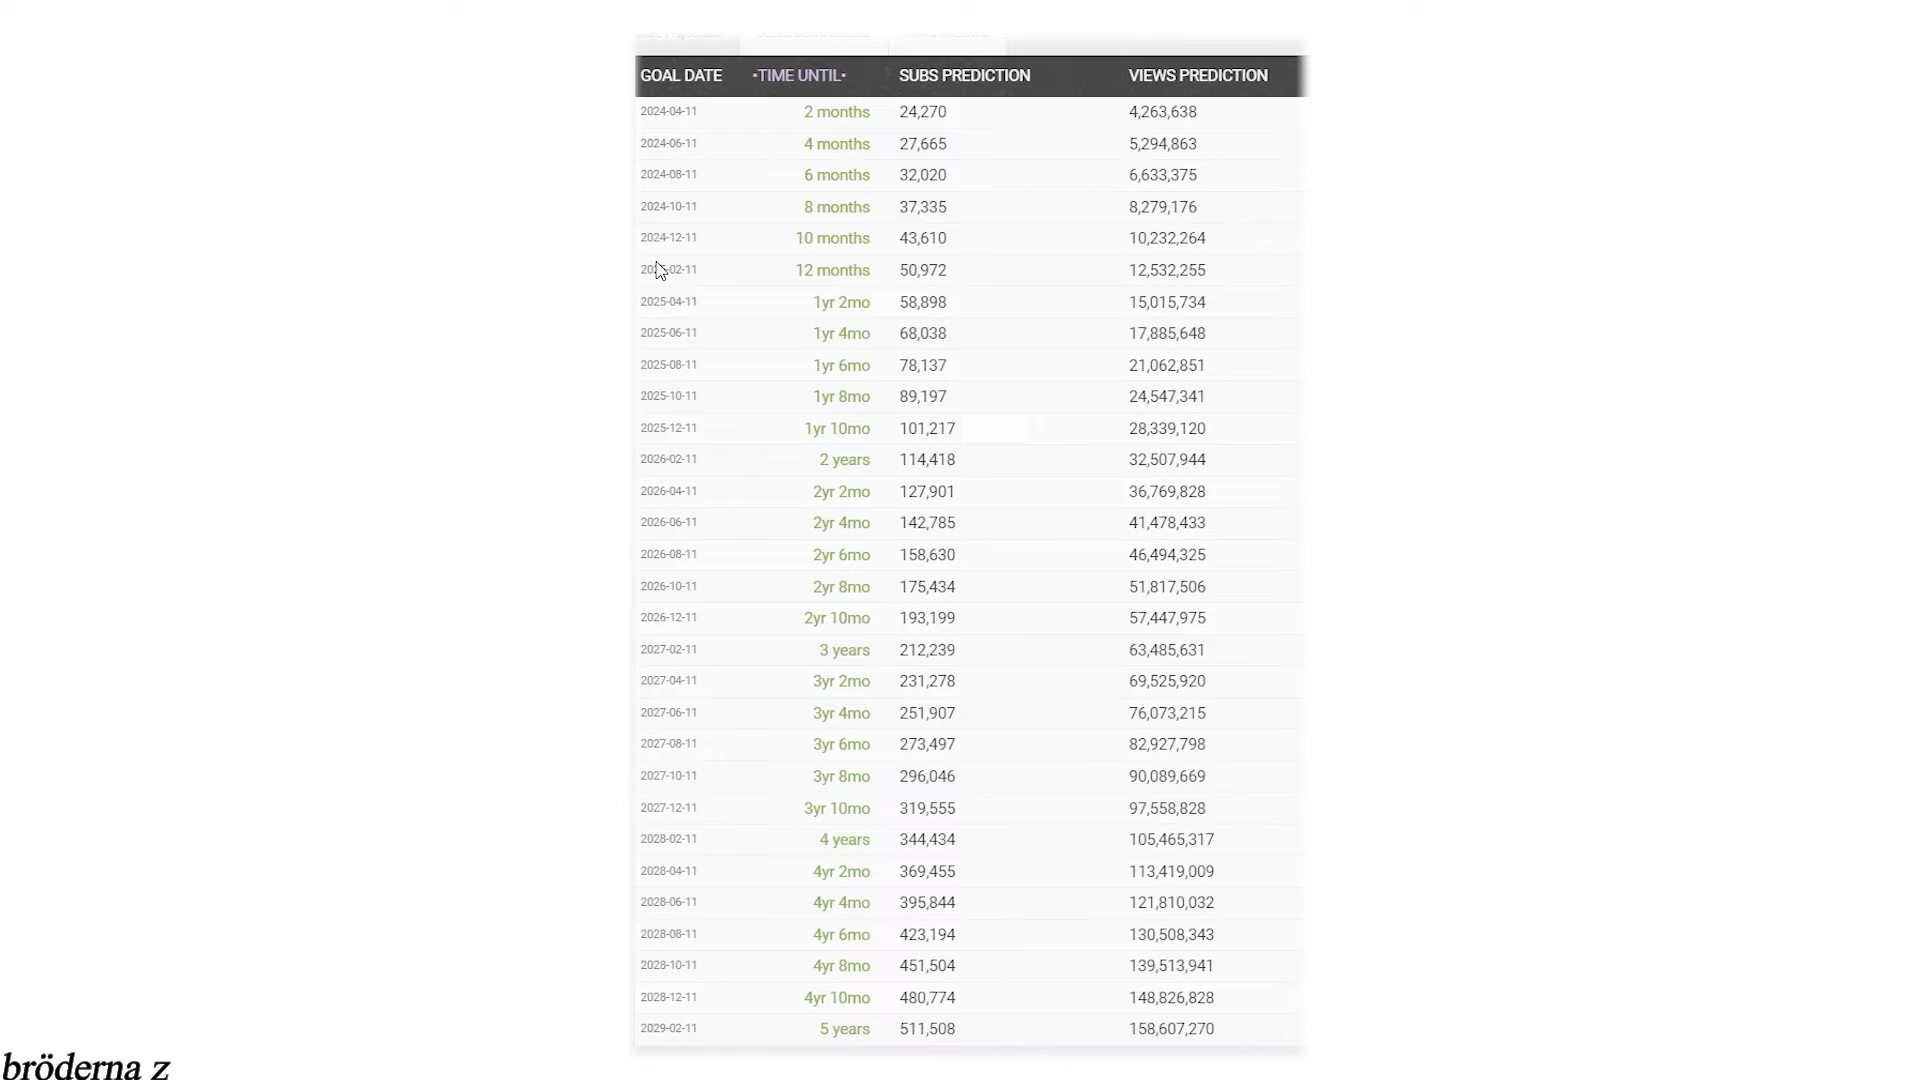 GOAL DATE •TIME UNTIL• SUBS PREDICTION VIEWS PREDICTION
2024-04-11 2 months 24,270 4,263,638
2024-06-11 4 months 27,665 5,294,863
2024-08-11 6 months 32,020 6,633,375
2024-10-11 8 months 37,335 8,279,176
2024-12-11 10 months 43,610 10,232,264
2025-02-11 12 months 50,972 12,532,255
2025-04-11 1yr 2mo 58,898 15,015,734
2025-06-11 1yr 4mo 68,038 17,885,648
2025-08-11 1yr 6mo 78,137 21,062,851
2025-10-11 1yr 8mo 89,197 24,547,341
2025-12-11 1yr 10mo 101,217 28,339,120
2026-02-11 2 years 114,418 32,507,944
2026-04-11 2yr 2mo 127,901 36,769,828
2026-06-11 2yr 4mo 142,785 41,478,433
2026-08-11 2yr 6mo 158,630 46,494,325
2026-10-11 2yr 8mo 175,434 51,817,506
2026-12-11 2yr 10mo 193,199 57,447,975
2027-02-11 3 years 212,239 63,485,631
2027-04-11 3yr 2mo 231,278 69,525,920
2027-06-11 3yr 4mo 251,907 76,073,215
2027-08-11 3yr 6mo 273,497 82,927,798
2027-10-11 3yr 8mo 296,046 90,089,669
2027-12-11 3yr 10mo 319,555 97,558,828
2028-02-11 4 years 344,434 105,465,317
2028-04-11 4yr 2mo 369,455 113,419,009
2028-06-11 4yr 4mo 395,844 121,810,032
2028-08-11 4yr 6mo 423,194 130,508,343
2028-10-11 4yr 8mo 451,504 139,513,941
2028-12-11 4yr 10mo 480,774 148,826,828
2029-02-11 5 years 511,508 158,607,270
bröderna z